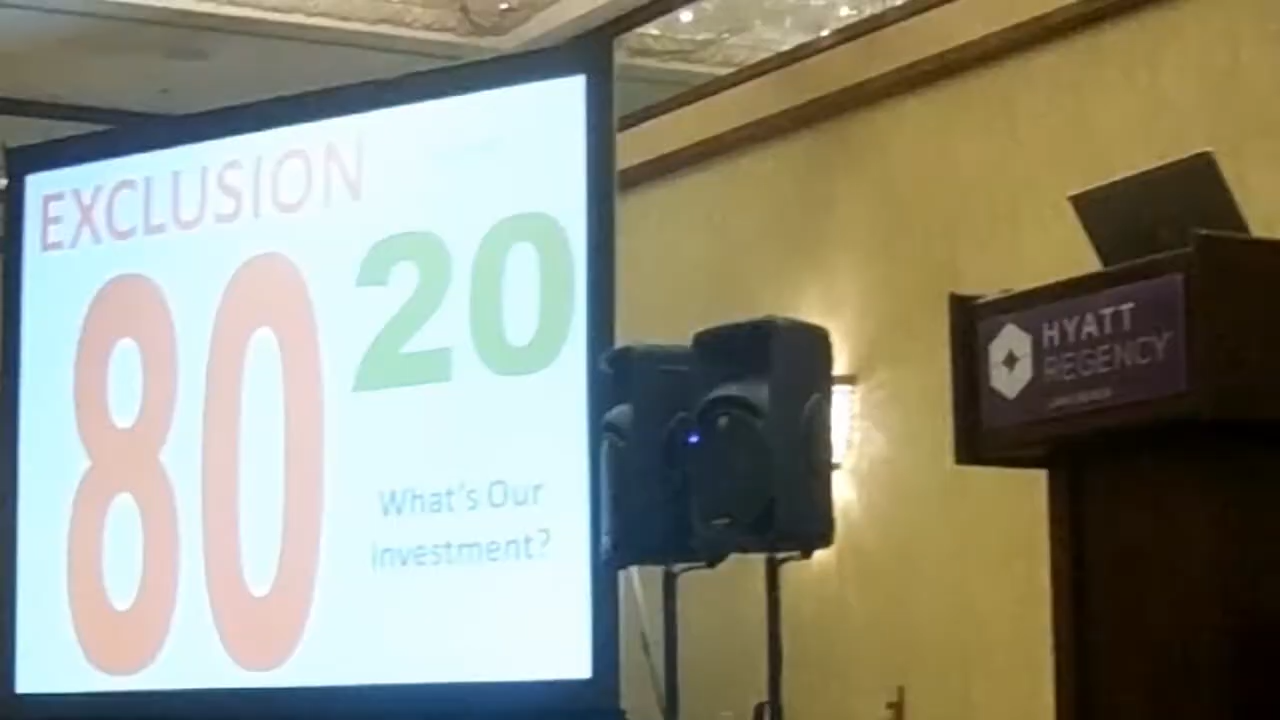 EXCLUSION
80 20
What's Our
Investment?
HYATT
REGENCY